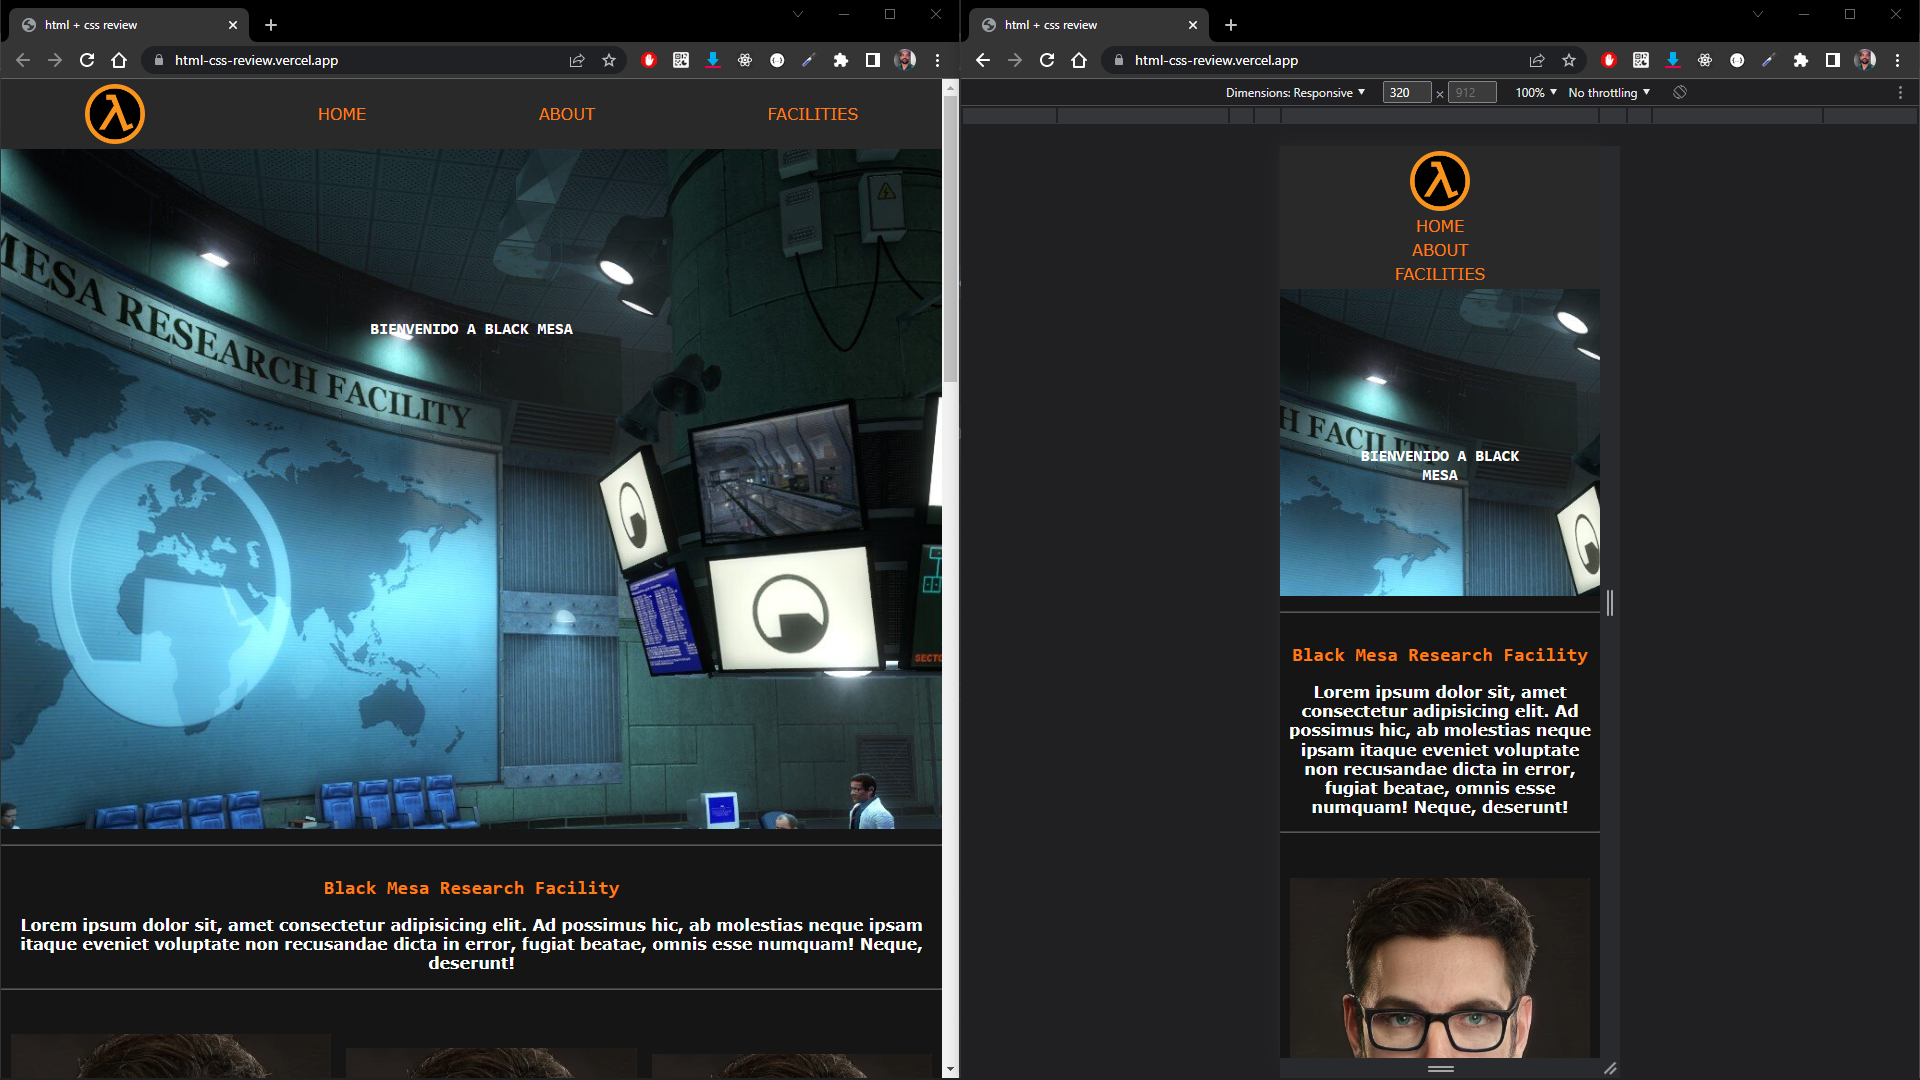 html + css review
html-css-review.vercel.app
HOME
ABOUT
FACILITIES
MESA RESEARCH FACILITY
BIENVENIDO A BLACK MESA
Black Mesa Research Facility
Lorem ipsum dolor sit, amet consectetur adipisicing elit. Ad possimus hic, ab molestias neque ipsam
itaque eveniet voluptate non recusandae dicta in error, fugiat beatae, omnis esse numquam! Neque,
deserunt!
html + css review
html-css-review.vercel.app
Dimensions: Responsive
320 × 912
100%
No throttling
HOME
ABOUT
FACILITIES
H FACILITY
BIENVENIDO A BLACK
MESA
Black Mesa Research Facility
Lorem ipsum dolor sit, amet
consectetur adipisicing elit. Ad
possimus hic, ab molestias neque
ipsam itaque eveniet voluptate
non recusandae dicta in error,
fugiat beatae, omnis esse
numquam! Neque, deserunt!